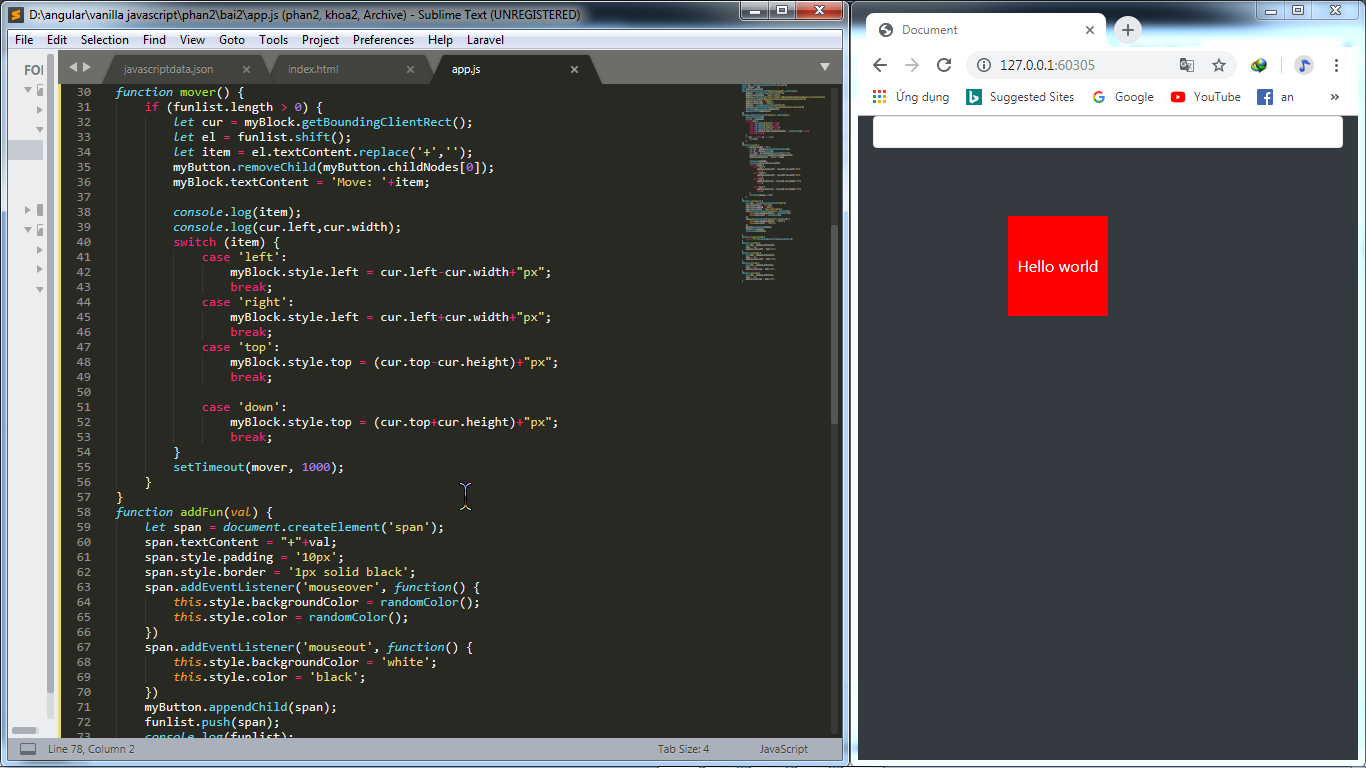 D:\angular\vanilla javascript\phan2\bai2\app.js (phan2, khoa2, Archive) - Sublime Text (UNREGISTERED)
File Edit Selection Find View Goto Tools Project Preferences Help Laravel
javascriptdata.json index.html app.js
30 function mover() {
31 if (funlist.length > 0) {
32 let cur = myBlock.getBoundingClientRect();
33 let el = funlist.shift();
34 let item = el.textContent.replace('+','');
35 myButton.removeChild(myButton.childNodes[0]);
36 myBlock.textContent = 'Move: '+item;
37
38 console.log(item);
39 console.log(cur.left,cur.width);
40 switch (item) {
41 case 'left':
42 myBlock.style.left = cur.left-cur.width+"px";
43 break;
44 case 'right':
45 myBlock.style.left = cur.left+cur.width+"px";
46 break;
47 case 'top':
48 myBlock.style.top = (cur.top-cur.height)+"px";
49 break;
50
51 case 'down':
52 myBlock.style.top = (cur.top+cur.height)+"px";
53 break;
54 }
55 setTimeout(mover, 1000);
56 }
57 }
58 function addFun(val) {
59 let span = document.createElement('span');
60 span.textContent = "+"+val;
61 span.style.padding = '10px';
62 span.style.border = '1px solid black';
63 span.addEventListener('mouseover', function() {
64 this.style.backgroundColor = randomColor();
65 this.style.color = randomColor();
66 })
67 span.addEventListener('mouseout', function() {
68 this.style.backgroundColor = 'white';
69 this.style.color = 'black';
70 })
71 myButton.appendChild(span);
72 funlist.push(span);
73 console.log(funlist);
Line 78, Column 2 Tab Size: 4 JavaScript
Document
127.0.0.1:60305
Ứng dụng Suggested Sites Google YouTube an »
Hello world